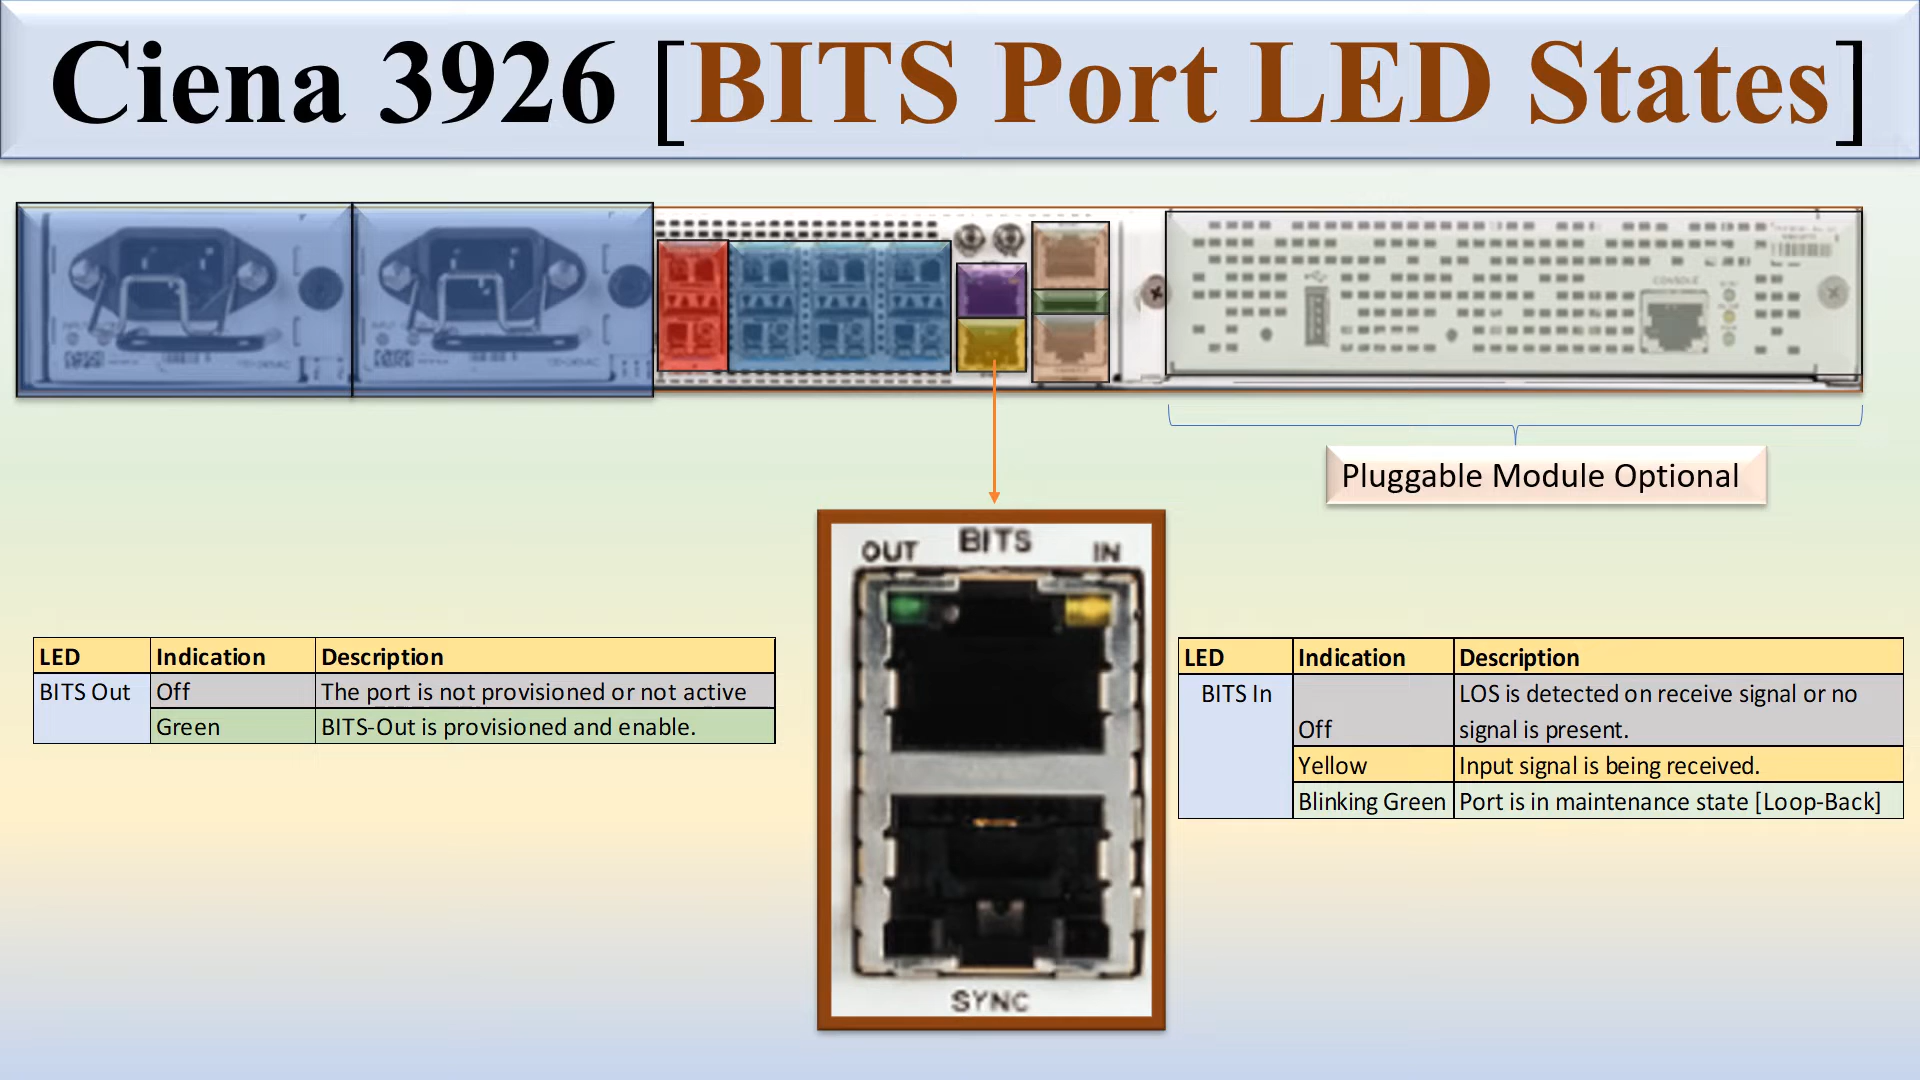 Ciena 3926 [BITS Port LED States]
CONSOLE
Pluggable Module Optional
BITS
OUT IN
SYNC
LED Indication Description
BITS Out Off The port is not provisioned or not active
Green BITS-Out is provisioned and enable.
LED Indication Description
BITS In Off LOS is detected on receive signal or no
signal is present.
Yellow Input signal is being received.
Blinking Green Port is in maintenance state [Loop-Back]